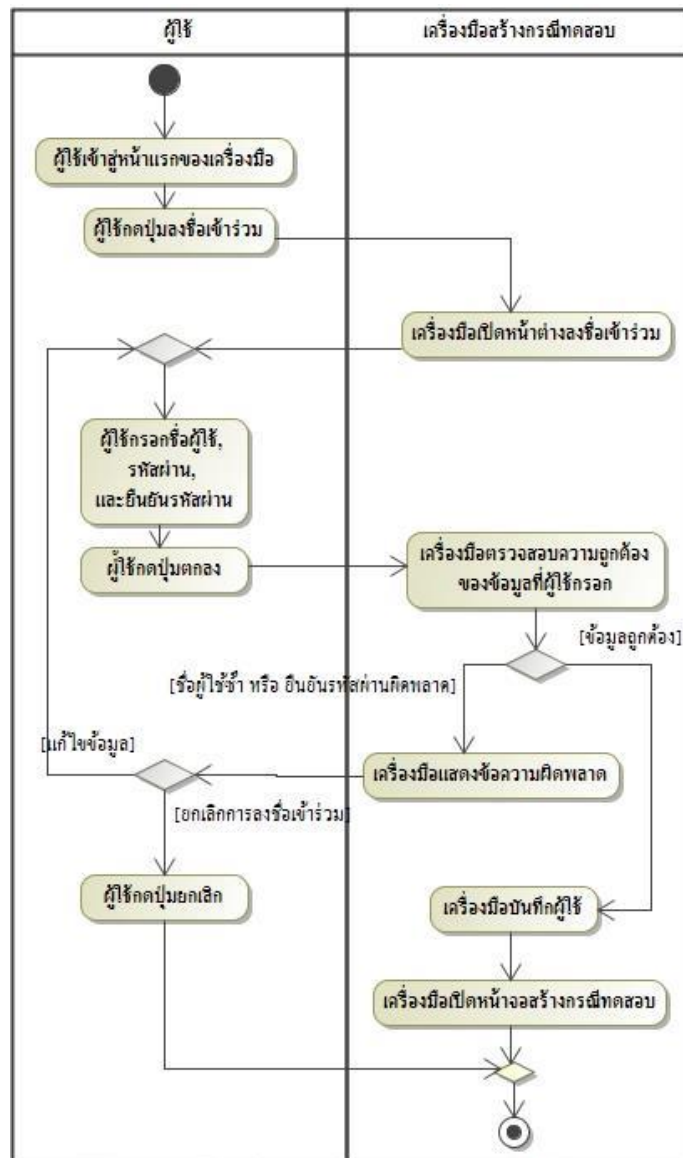 ผู้ใช้
เครื่องมือสร้างกรณีทดสอบ
ผู้ใช้เข้าสู่หน้าแรกของเครื่องมือ
ผู้ใช้กดปุ่มลงชื่อเข้าร่วม
เครื่องมือเปิดหน้าต่างลงชื่อเข้าร่วม
ผู้ใช้กรอกชื่อผู้ใช้,
รหัสผ่าน,
และยืนยันรหัสผ่าน
ผู้ใช้กดปุ่มตกลง
เครื่องมือตรวจสอบความถูกต้อง
ของข้อมูลที่ผู้ใช้กรอก
[ข้อมูลถูกต้อง]
[ชื่อผู้ใช้ซ้ำ หรือ ยืนยันรหัสผ่านผิดพลาด]
[แก้ไขข้อมูล]
เครื่องมือแสดงข้อความผิดพลาด
[ยกเลิกการลงชื่อเข้าร่วม]
ผู้ใช้กดปุ่มยกเลิก
เครื่องมือบันทึกผู้ใช้
เครื่องมือเปิดหน้าจอสร้างกรณีทดสอบ